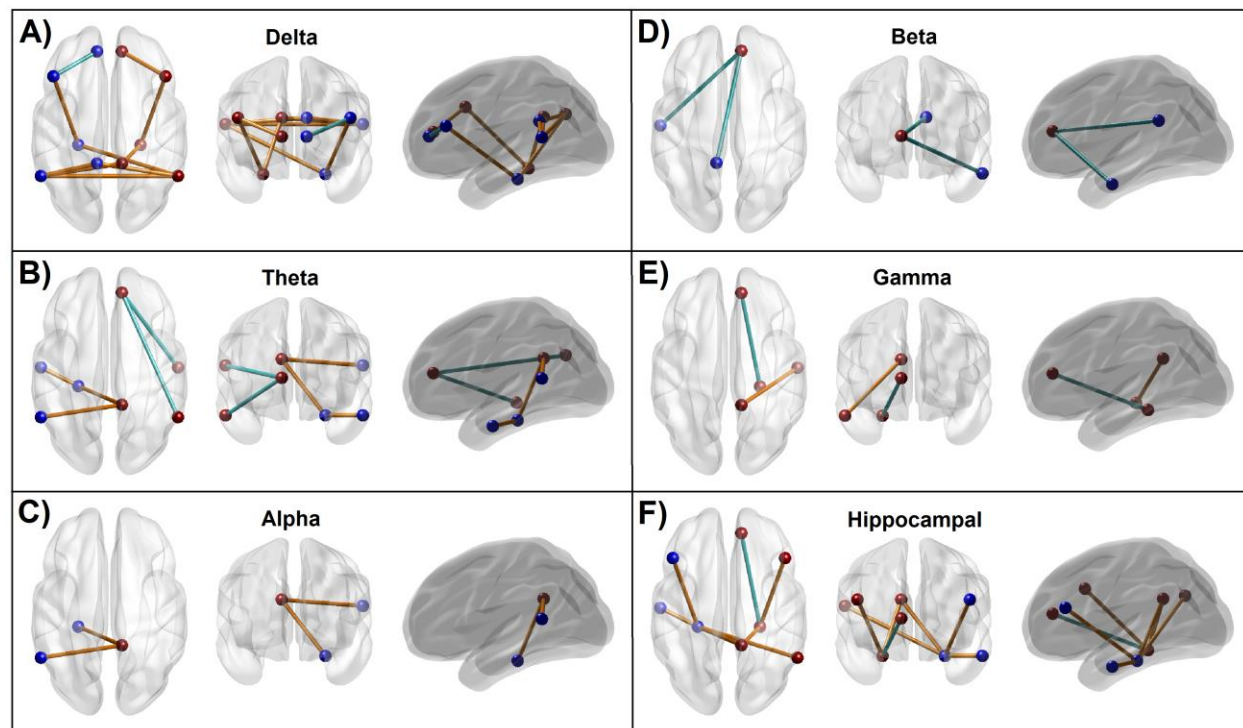 A)
Delta
D)
Beta
B)
Theta
E)
Gamma
C)
Alpha
F)
Hippocampal